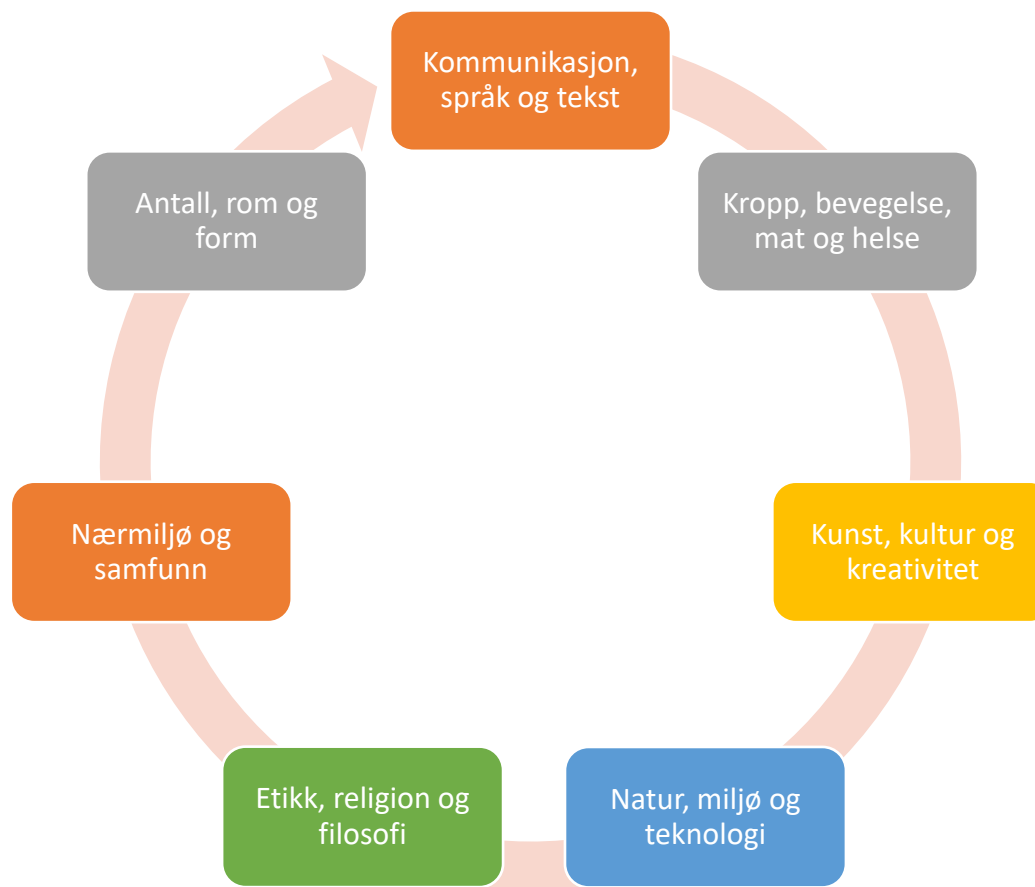 Kommunikasjon,
språk og tekst
Kropp, bevegelse,
mat og helse
Kunst, kultur og
kreativitet
Natur, miljø og
teknologi
Etikk, religion og
filosofi
Nærmiljø og
samfunn
Antall, rom og
form